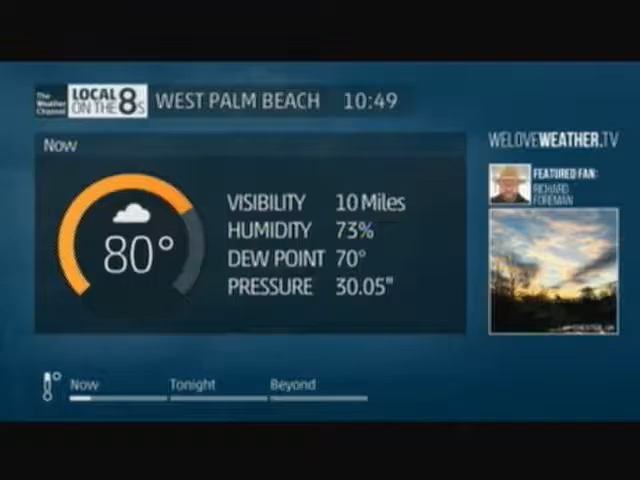 The
Weather
Channel
LOCAL
ON THE 8s
WEST PALM BEACH 10:49
Now
80°
VISIBILITY 10 Miles
HUMIDITY 73%
DEW POINT 70°
PRESSURE 30.05"
WELOVEWEATHER.TV
FEATURED FAN:
RICHARD
FOREMAN
Now
Tonight
Beyond